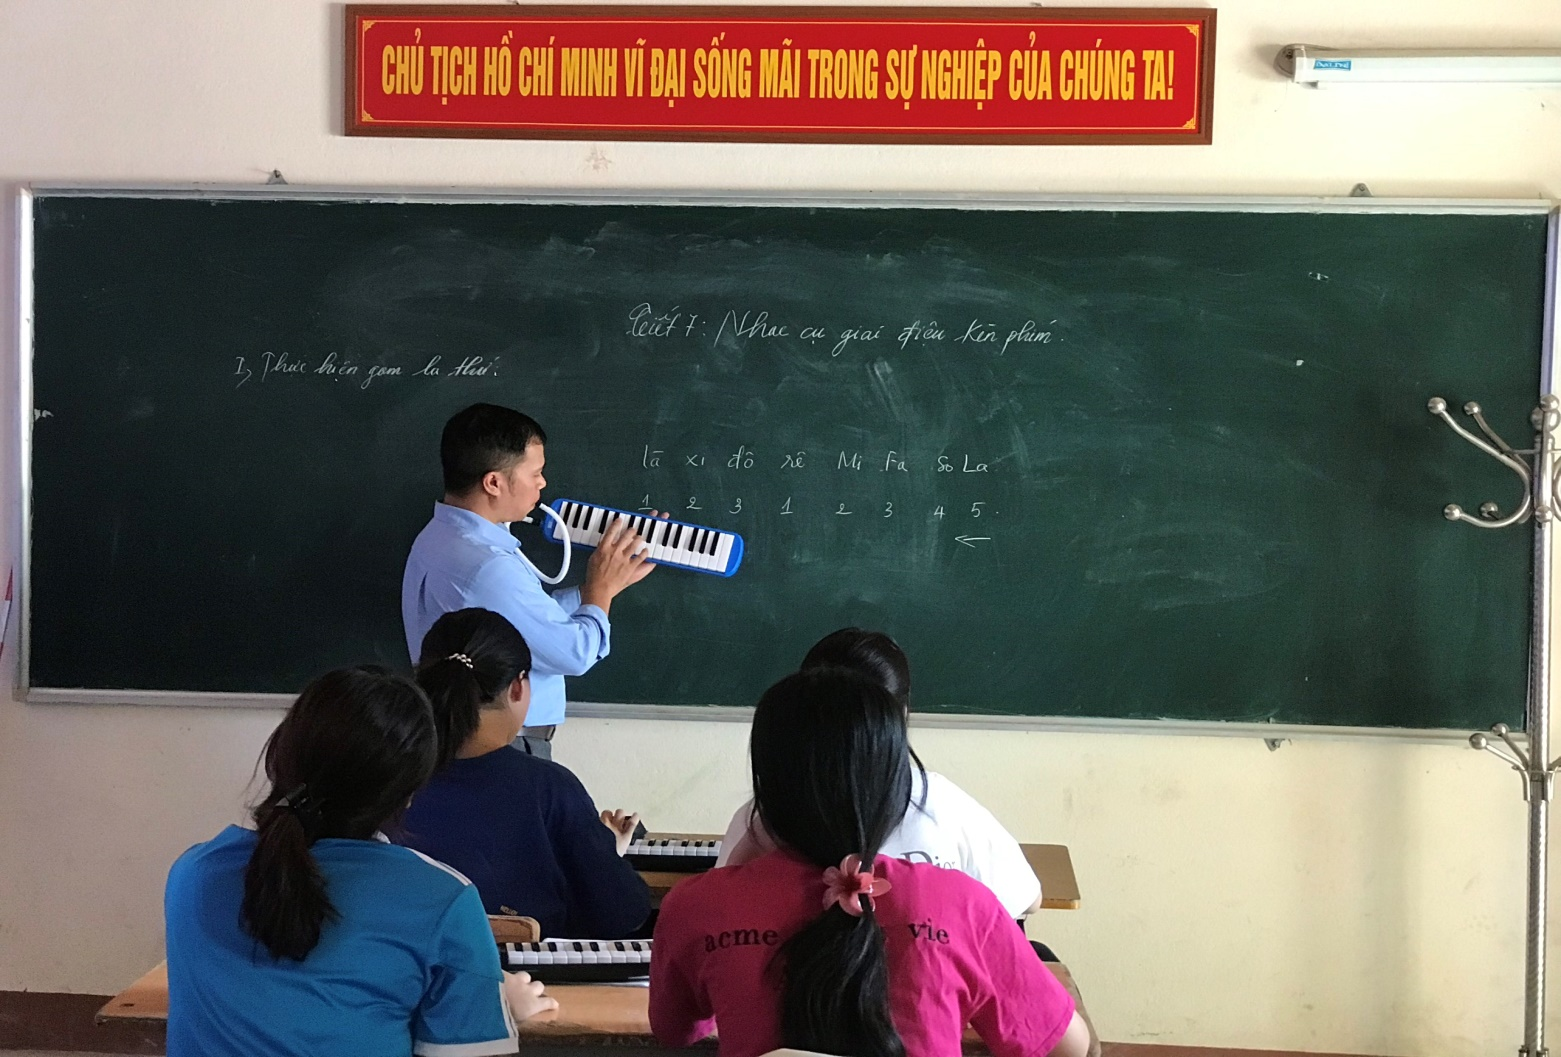 CHỦ TỊCH HỒ CHÍ MINH VĨ ĐẠI SỐNG MÃI TRONG SỰ NGHIỆP CỦA CHÚNG TA!
Tiết 7: Nhac cụ giai điệu kèn phím.
I, Thực hiện gam la thứ.
là xi đô rê Mi Fa So La
1 2 3 1 2 3 4 5
←
acme vie